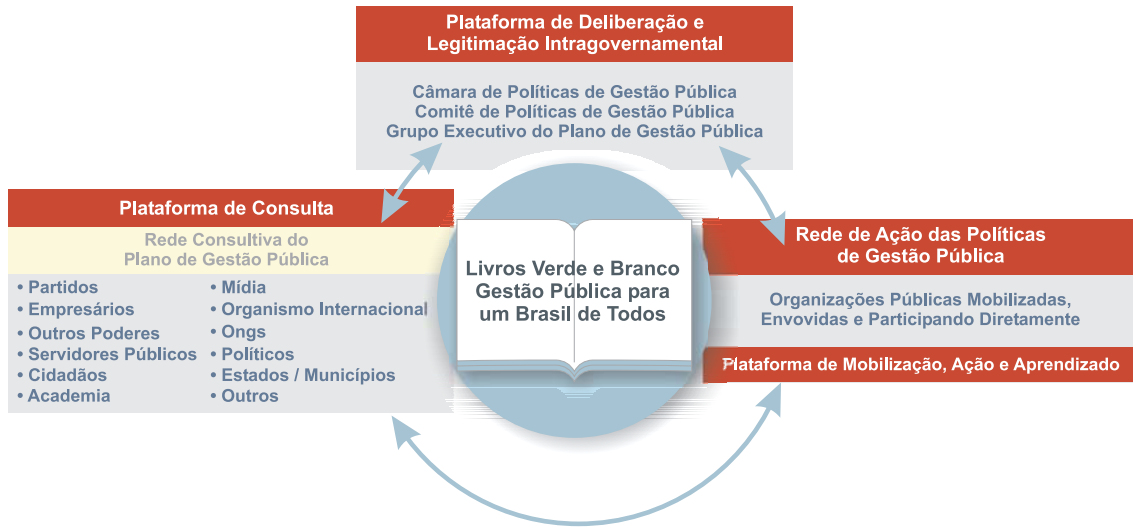 Plataforma de Deliberação e
Legitimação Intragovernamental
Câmara de Políticas de Gestão Pública
Comitê de Políticas de Gestão Pública
Grupo Executivo do Plano de Gestão Pública
Plataforma de Consulta
Rede Consultiva do
Plano de Gestão Pública
• Partidos
• Empresários
• Outros Poderes
• Servidores Públicos
• Cidadãos
• Academia
• Mídia
• Organismo Internacional
• Ongs
• Políticos
• Estados / Municípios
• Outros
Livros Verde e Branco
Gestão Pública para
um Brasil de Todos
Rede de Ação das Políticas
de Gestão Pública
Organizações Públicas Mobilizadas,
Envovidas e Participando Diretamente
Plataforma de Mobilização, Ação e Aprendizado